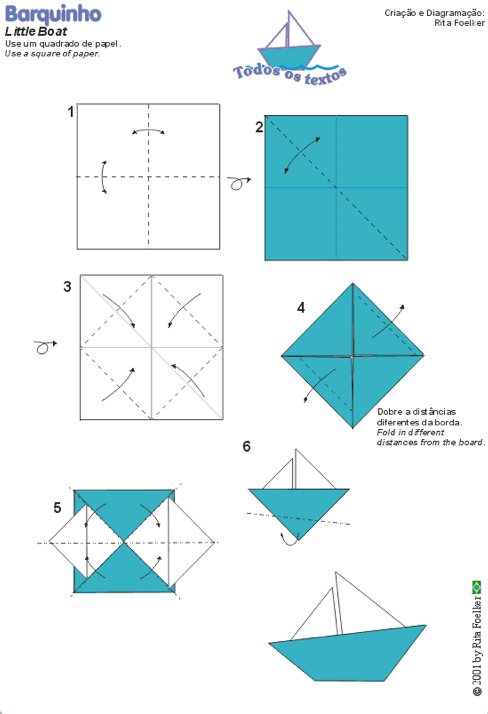 Barquinho
Little Boat
Use um quadrado de papel.
Use a square of paper.
Criação e Diagramação:
Rita Foelker
Todos os textos
1
2
3
4
Dobre a distâncias
diferentes da borda.
Fold in different
distances from the board.
5
6
© 2001 by Rita Foelker